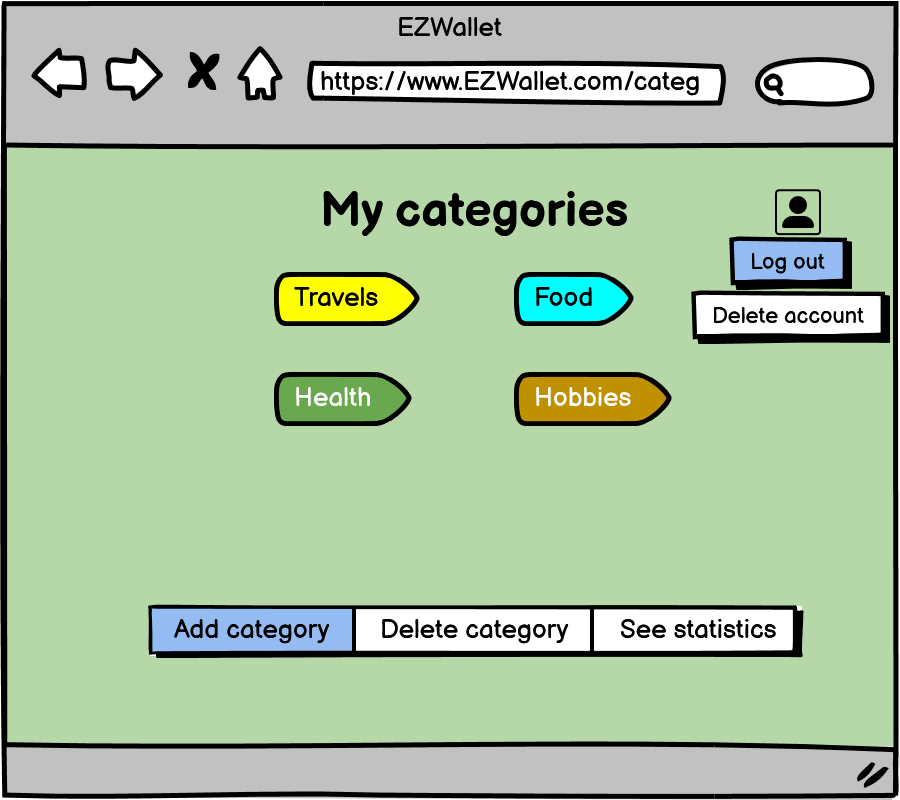 EZWallet
https://www.EZWallet.com/categ
My categories
Log out
Travels
Food
Delete account
Health
Hobbies
Add category
Delete category
See statistics